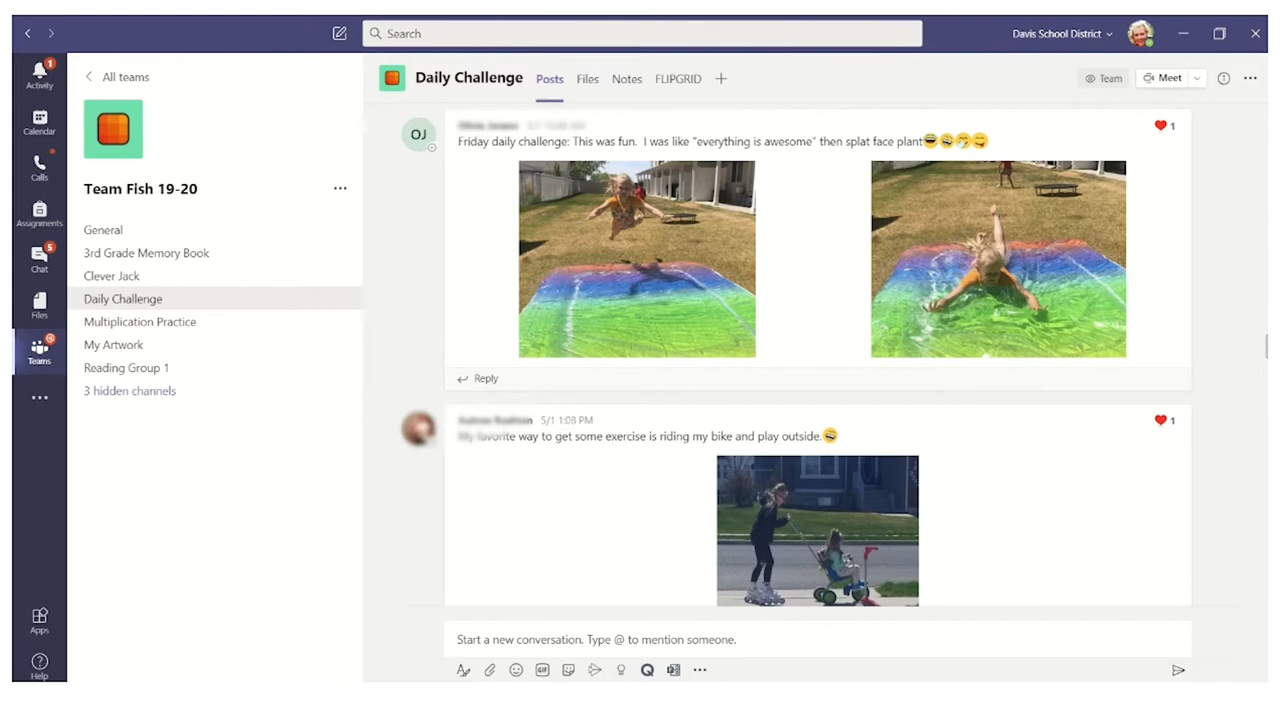 Search
Davis School District
1
Activity
Calendar
Calls
Assignments
5
Chat
Files
Teams
Apps
Help
All teams
Team Fish 19-20
General
3rd Grade Memory Book
Clever Jack
Daily Challenge
Multiplication Practice
My Artwork
Reading Group 1
3 hidden channels
Daily Challenge
Posts
Files
Notes
FLIPGRID
Team
Meet
OJ
1
Friday daily challenge: This was fun. I was like "everything is awesome" then splat face plant😂😆🤭😋
Reply
5/1 1:08 PM
1
way to get some exercise is riding my bike and play outside.😆
Start a new conversation. Type @ to mention someone.
GIF